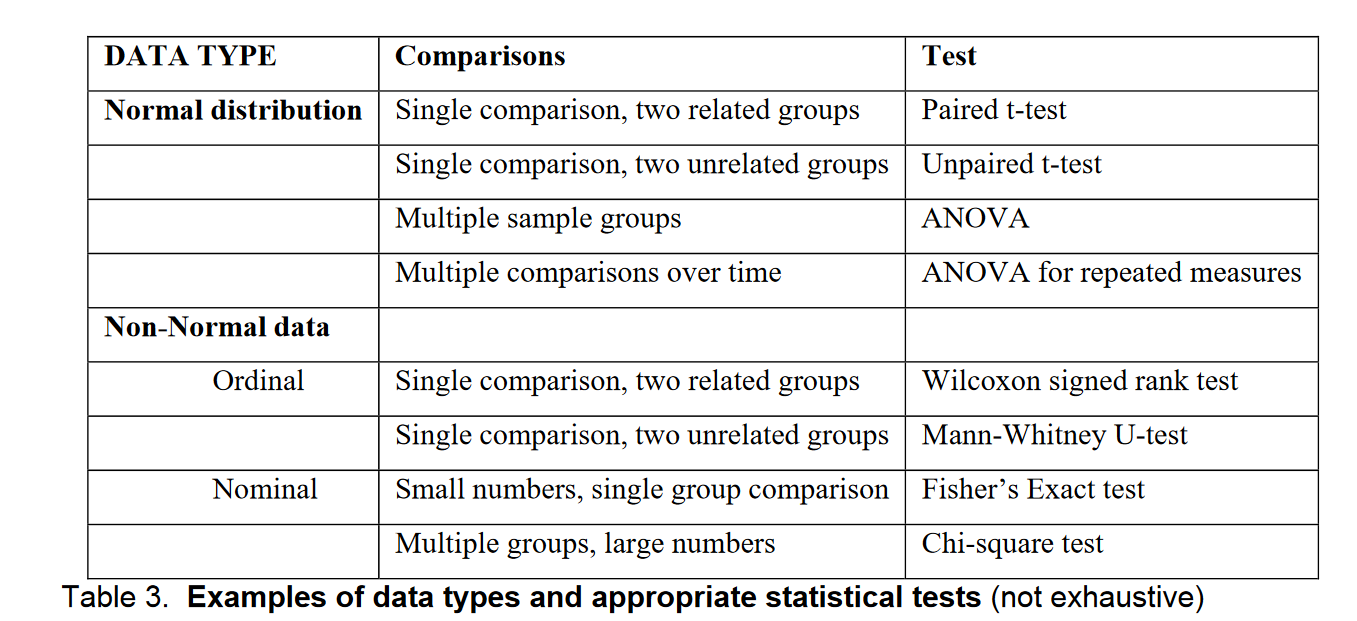 DATA TYPE Comparisons Test
Normal distribution Single comparison, two related groups Paired t-test
Single comparison, two unrelated groups Unpaired t-test
Multiple sample groups ANOVA
Multiple comparisons over time ANOVA for repeated measures
Non-Normal data
Ordinal Single comparison, two related groups Wilcoxon signed rank test
Single comparison, two unrelated groups Mann-Whitney U-test
Nominal Small numbers, single group comparison Fisher’s Exact test
Multiple groups, large numbers Chi-square test
Table 3. Examples of data types and appropriate statistical tests (not exhaustive)